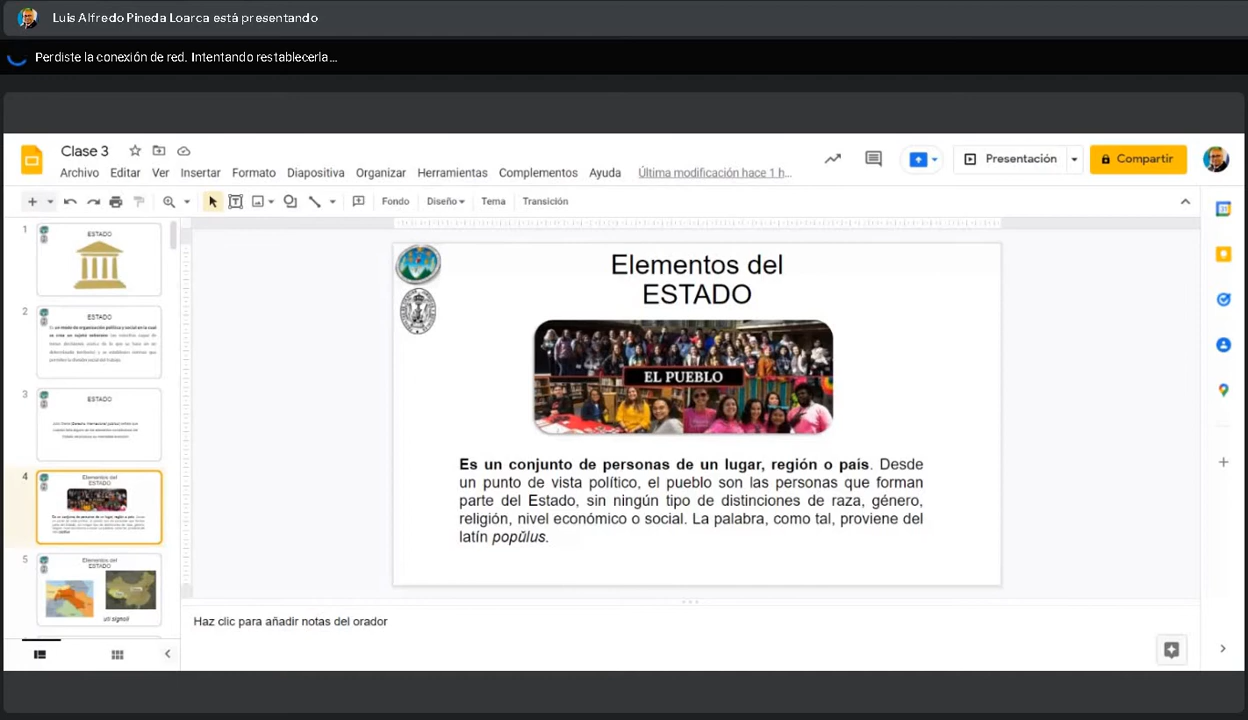 Luis Alfredo Pineda Loarca está presentando
Perdiste la conexión de red. Intentando restablecerla...
Clase 3
Archivo Editar Ver Insertar Formato Diapositiva Organizar Herramientas Complementos Ayuda Última modificación hace 1 h...
Presentación
Compartir
Fondo Diseño Tema Transición
1
ESTADO
2
ESTADO
3
ESTADO
4
Elementos del
ESTADO
5
Elementos del
ESTADO
Elementos del
ESTADO
EL PUEBLO
Es un conjunto de personas de un lugar, región o país. Desde
un punto de vista político, el pueblo son las personas que forman
parte del Estado, sin ningún tipo de distinciones de raza, género,
religión, nivel económico o social. La palabra, como tal, proviene del
latín popŭlus.
Haz clic para añadir notas del orador